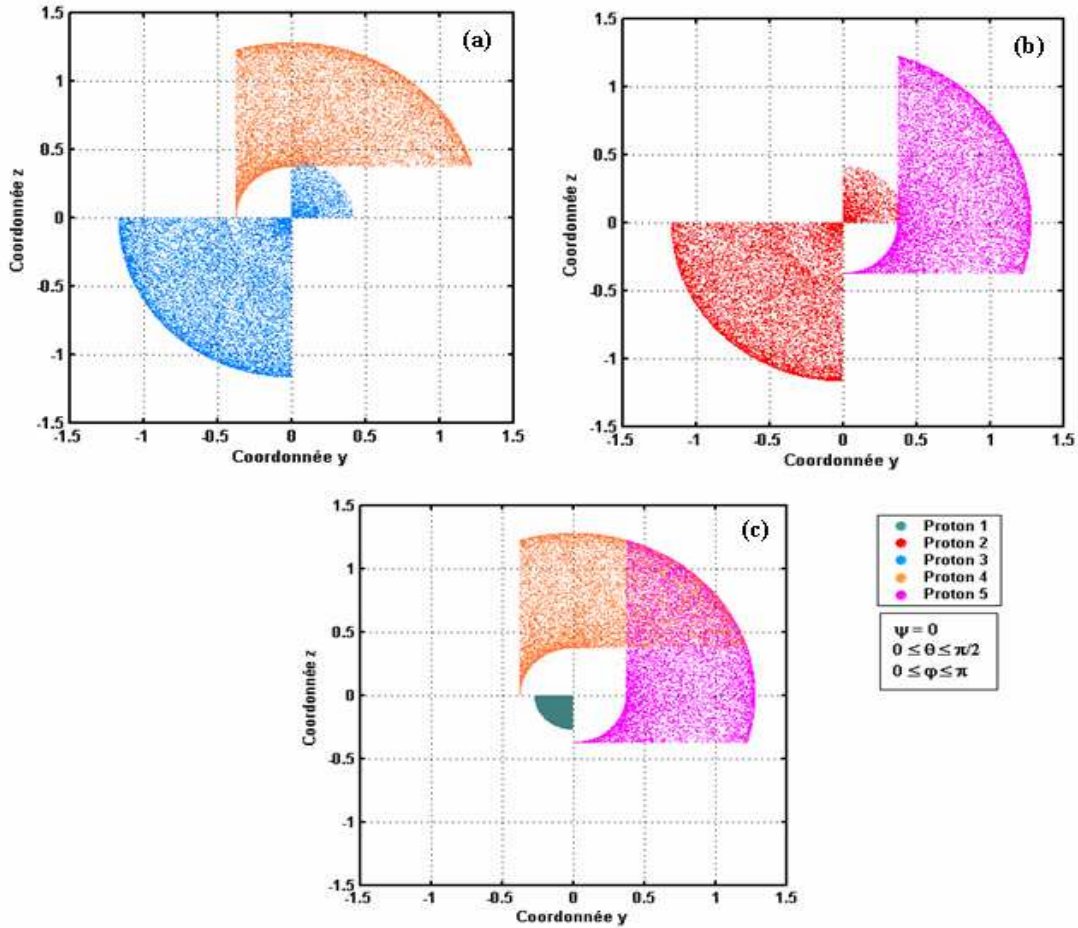 (a)
1.5
1
0.5
0
-0.5
-1
-1.5
Coordonnée z
-1.5 -1 -0.5 0 0.5 1 1.5
Coordonnée y
(b)
1.5
1
0.5
0
-0.5
-1
-1.5
Coordonnée z
-1.5 -1 -0.5 0 0.5 1 1.5
Coordonnée y
(c)
1.5
1
0.5
0
-0.5
-1
-1.5
Coordonnée z
-1.5 -1 -0.5 0 0.5 1 1.5
Coordonnée y
Proton 1
Proton 2
Proton 3
Proton 4
Proton 5
ψ = 0
0 ≤ θ ≤ π/2
0 ≤ φ ≤ π